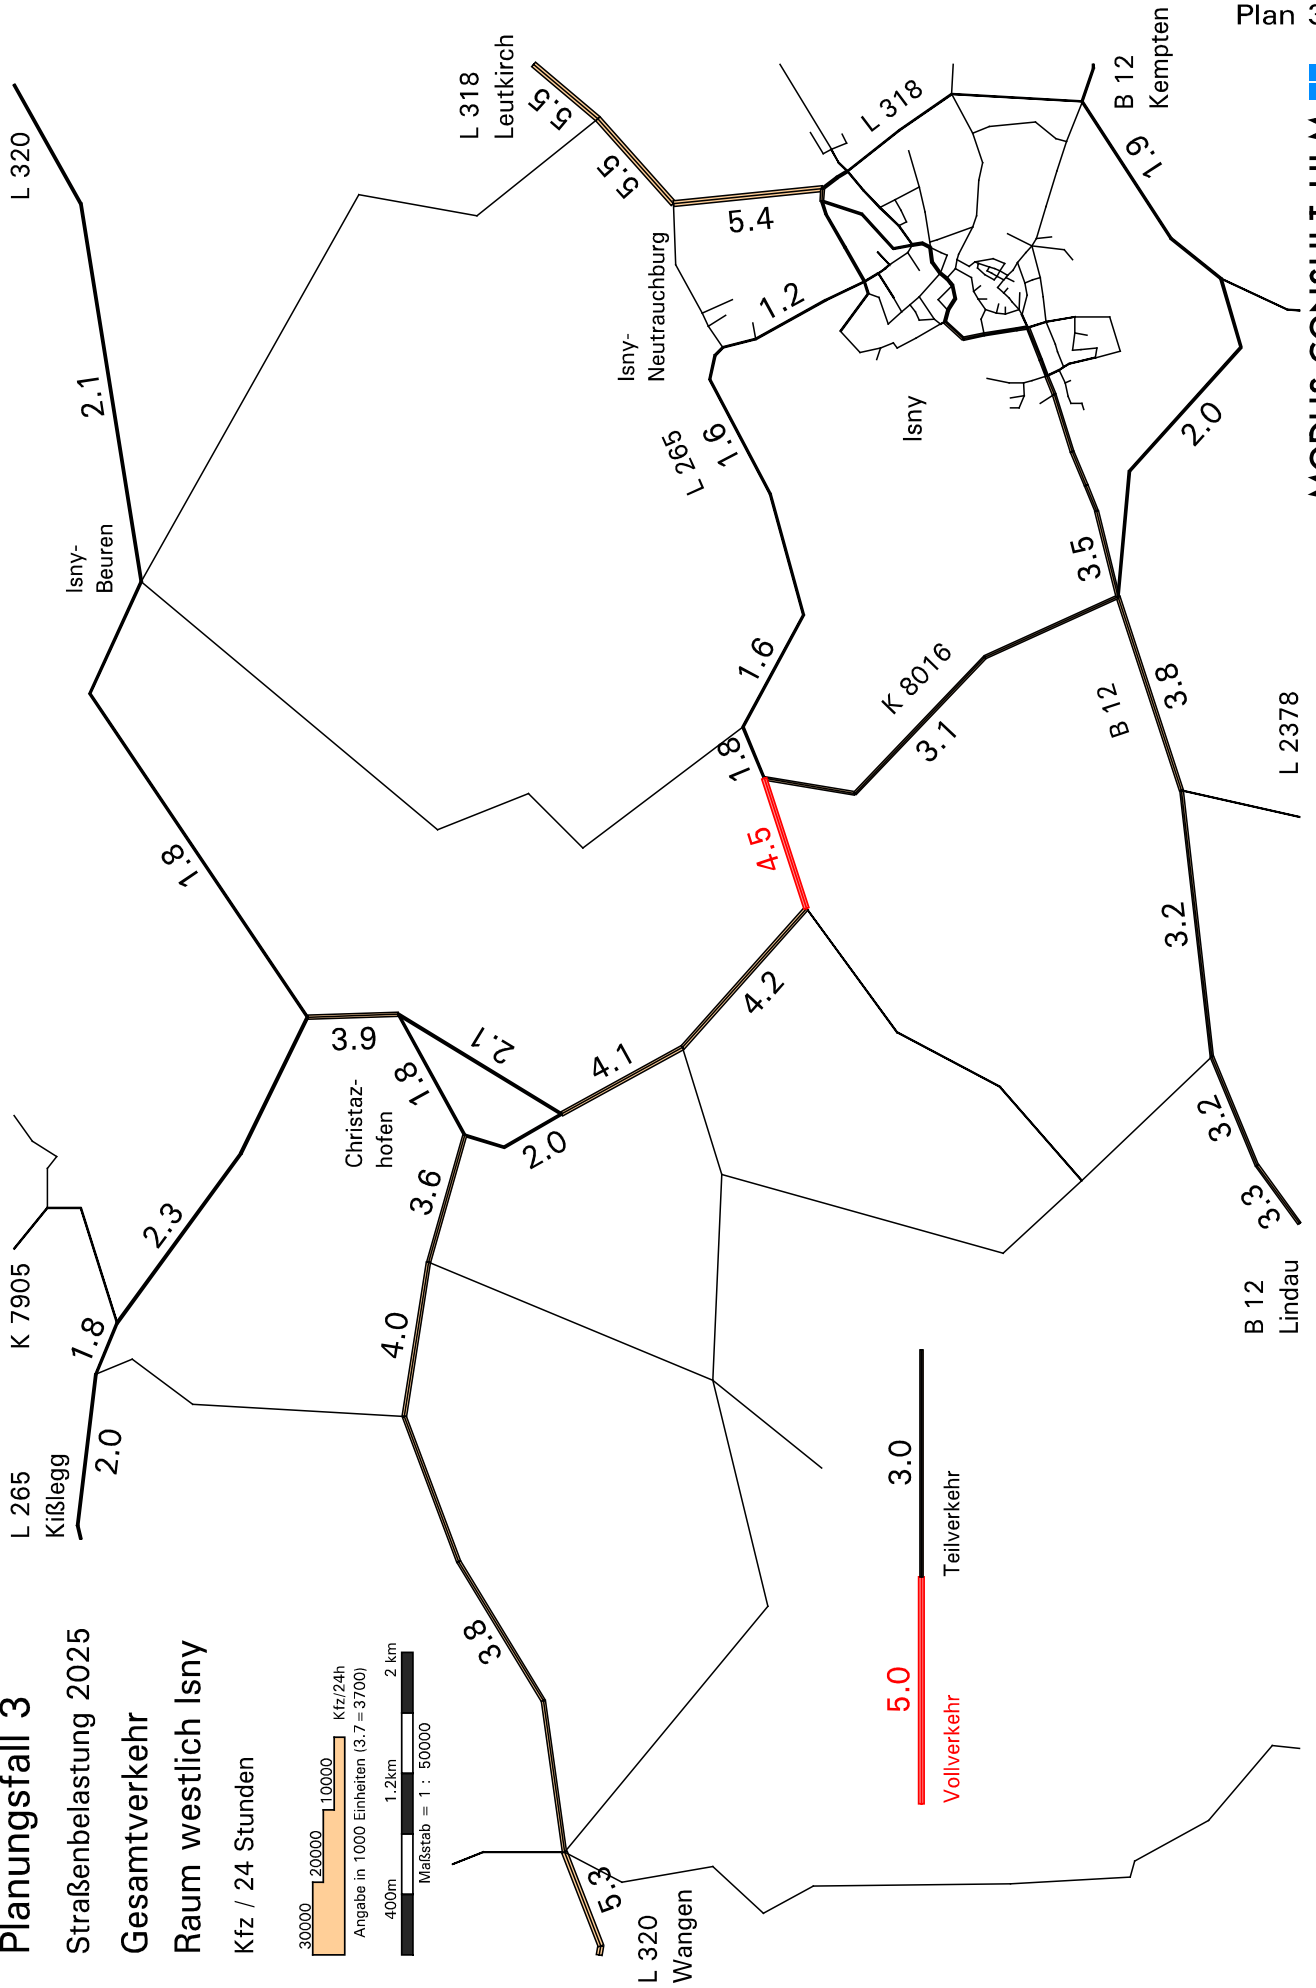 Planungsfall 3
Straßenbelastung 2025
Gesamtverkehr
Raum westlich Isny
Kfz / 24 Stunden
30000
20000
10000
Kfz/24h
Angabe in 1000 Einheiten (3.7=3700)
400m
1.2km
2 km
Maßstab = 1 : 50000
L 265
Kißlegg
K 7905
L 320
2.0
1.8
2.3
1.8
2.1
Isny-
Beuren
3.9
Christaz-
hofen
1.8
2.1
2.0
3.6
4.0
3.8
5.3
L 320
Wangen
4.1
4.2
4.5
1.8
1.6
L 265
1.6
Isny-
Neutrauchburg
1.2
L 318
Leutkirch
5.5
5.5
5.4
L 318
Isny
B 12
Kempten
1.9
2.0
3.5
K 8016
3.1
B 12
3.8
L 2378
3.2
3.2
3.3
B 12
Lindau
5.0
3.0
Vollverkehr
Teilverkehr
Plan 3